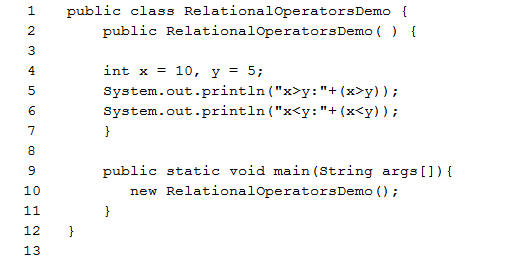 1 public class RelationalOperatorsDemo {
2 public RelationalOperatorsDemo( ) {
3
4 int x = 10, y = 5;
5 System.out.println("x>y:"+(x>y));
6 System.out.println("x<y:"+(x<y));
7 }
8
9 public static void main(String args[]){
10 new RelationalOperatorsDemo();
11 }
12 }
13